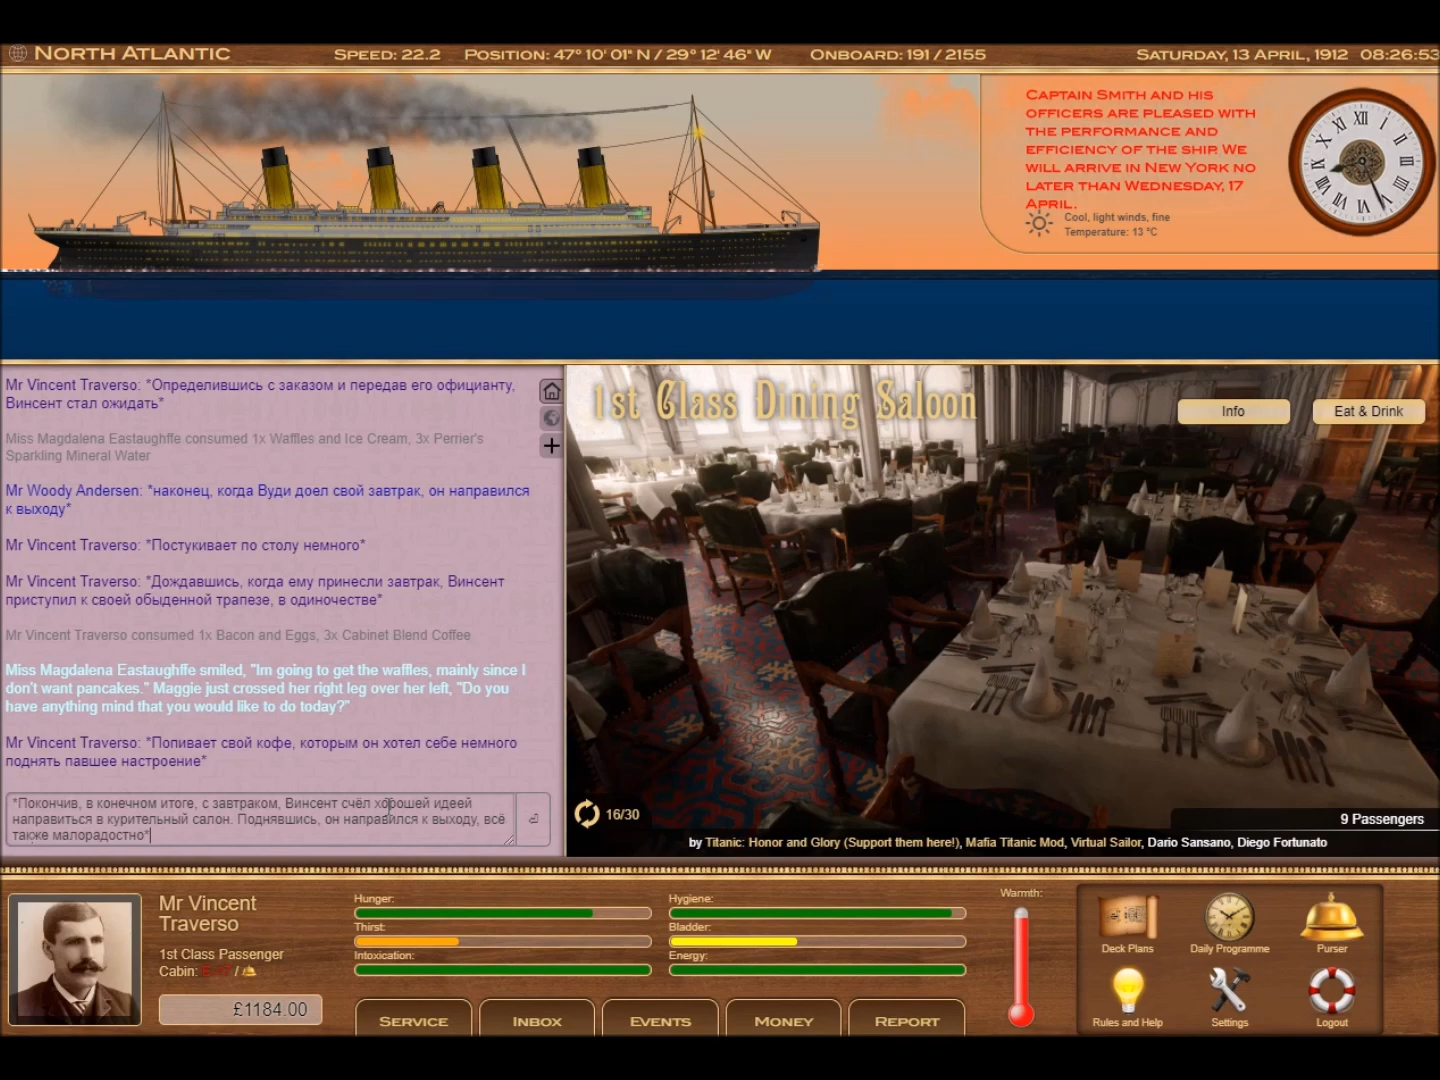 NORTH ATLANTIC
SPEED: 22.2
POSITION: 47° 10' 01" N / 29° 12' 46" W
ONBOARD: 191 / 2155
SATURDAY, 13 APRIL, 1912 08:26:53
CAPTAIN SMITH AND HIS
OFFICERS ARE PLEASED WITH
THE PERFORMANCE AND
EFFICIENCY OF THE SHIP. WE
WILL ARRIVE IN NEW YORK NO
LATER THAN WEDNESDAY, 17
APRIL.
Cool, light winds, fine
Temperature: 13 °C
XII I II III IIII V VI VII VIII IX X XI
Mr Vincent Traverso: *Определившись с заказом и передав его официанту,
Винсент стал ожидать*
Miss Magdalena Eastaughffe consumed 1x Waffles and Ice Cream, 3x Perrier's
Sparkling Mineral Water
Mr Woody Andersen: *наконец, когда Вуди доел свой завтрак, он направился
к выходу*
Mr Vincent Traverso: *Постукивает по столу немного*
Mr Vincent Traverso: *Дождавшись, когда ему принесли завтрак, Винсент
приступил к своей обыденной трапезе, в одиночестве*
Mr Vincent Traverso consumed 1x Bacon and Eggs, 3x Cabinet Blend Coffee
Miss Magdalena Eastaughffe smiled, "Im going to get the waffles, mainly since I
don't want pancakes." Maggie just crossed her right leg over her left, "Do you
have anything mind that you would like to do today?"
Mr Vincent Traverso: *Попивает свой кофе, которым он хотел себе немного
поднять павшее настроение*
*Покончив, в конечном итоге, с завтраком, Винсент счёл хорошей идеей
направиться в курительный салон. Поднявшись, он направился к выходу, всё
также малорадостно*
1st Class Dining Saloon
Info
Eat & Drink
16/30
9 Passengers
by Titanic: Honor and Glory (Support them here!), Mafia Titanic Mod, Virtual Sailor, Dario Sansano, Diego Fortunato
Mr Vincent
Traverso
1st Class Passenger
Cabin: /
£1184.00
Hunger:
Thirst:
Intoxication:
Hygiene:
Bladder:
Energy:
Warmth:
SERVICE
INBOX
EVENTS
MONEY
REPORT
Deck Plans
Daily Programme
Purser
Rules and Help
Settings
Logout